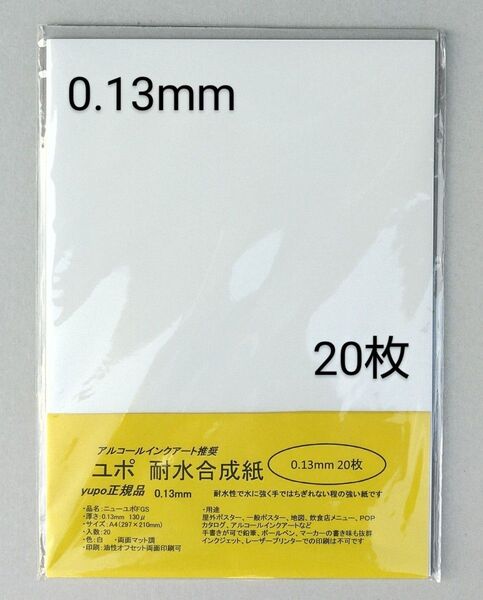 0.13mm
20枚
アルコールインクアート推奨
ユポ 耐水合成紙
0.13mm 20枚
yupo正規品 0.13mm 耐水性で水に強く手ではちぎれない程の強い紙です
・品名:ニューユポFGS
・厚さ:0.13mm 130μ
・サイズ:A4(297×210mm)
・入数:20
・色:白 ・両面マット調
・印刷:油性オフセット両面印刷可
・用途
屋外ポスター、一般ポスター、地図、飲食店メニュー、POP
カタログ、アルコールインクアートなど
手書きが可で鉛筆、ボールペン、マーカーの書き味も抜群
インクジェット、レーザープリンターでの印刷は不可です